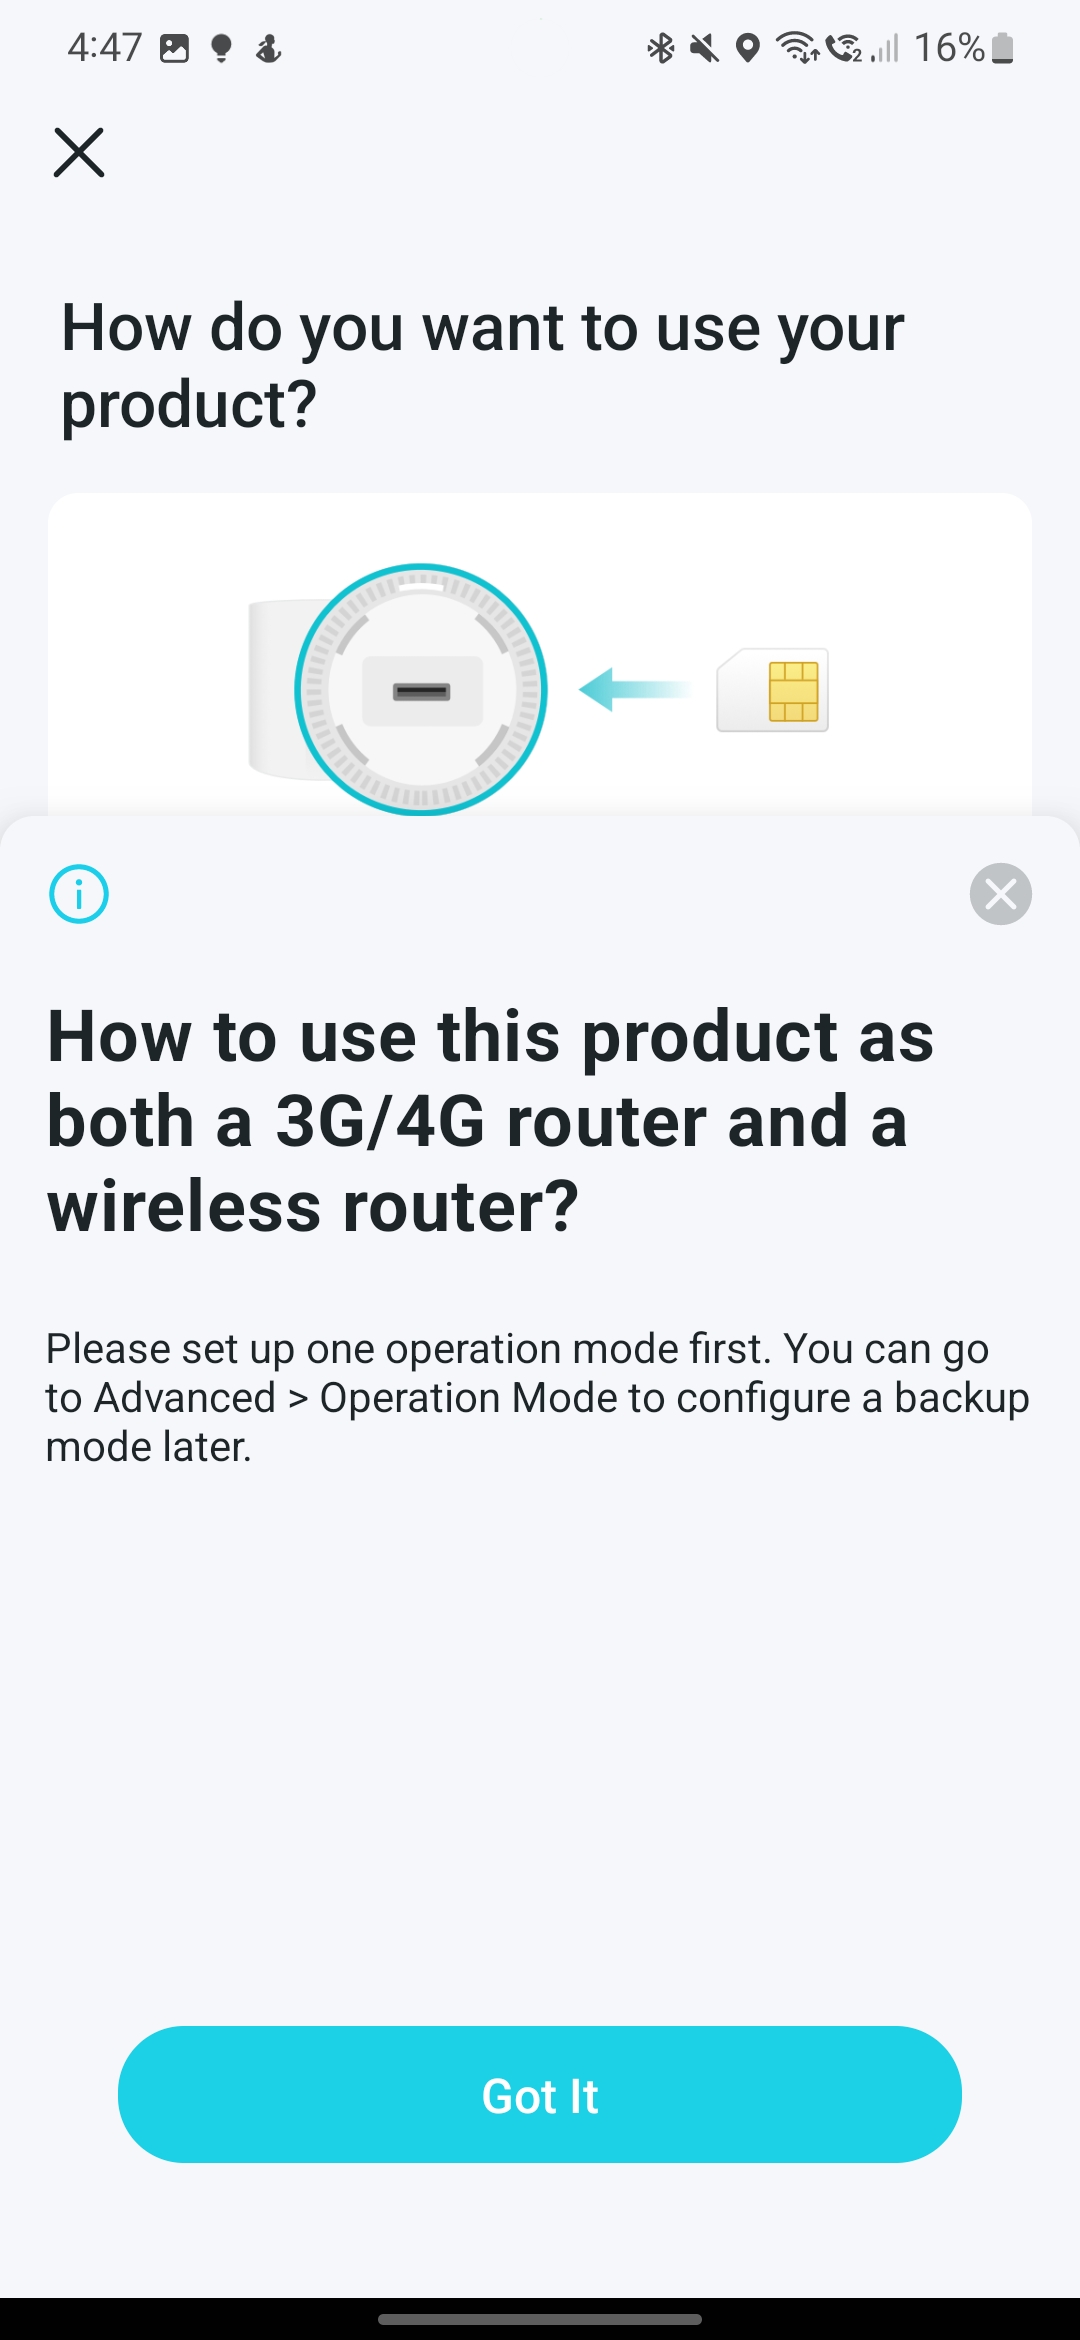 4:47
16%
How do you want to use your
product?
How to use this product as
both a 3G/4G router and a
wireless router?
Please set up one operation mode first. You can go
to Advanced > Operation Mode to configure a backup
mode later.
Got It